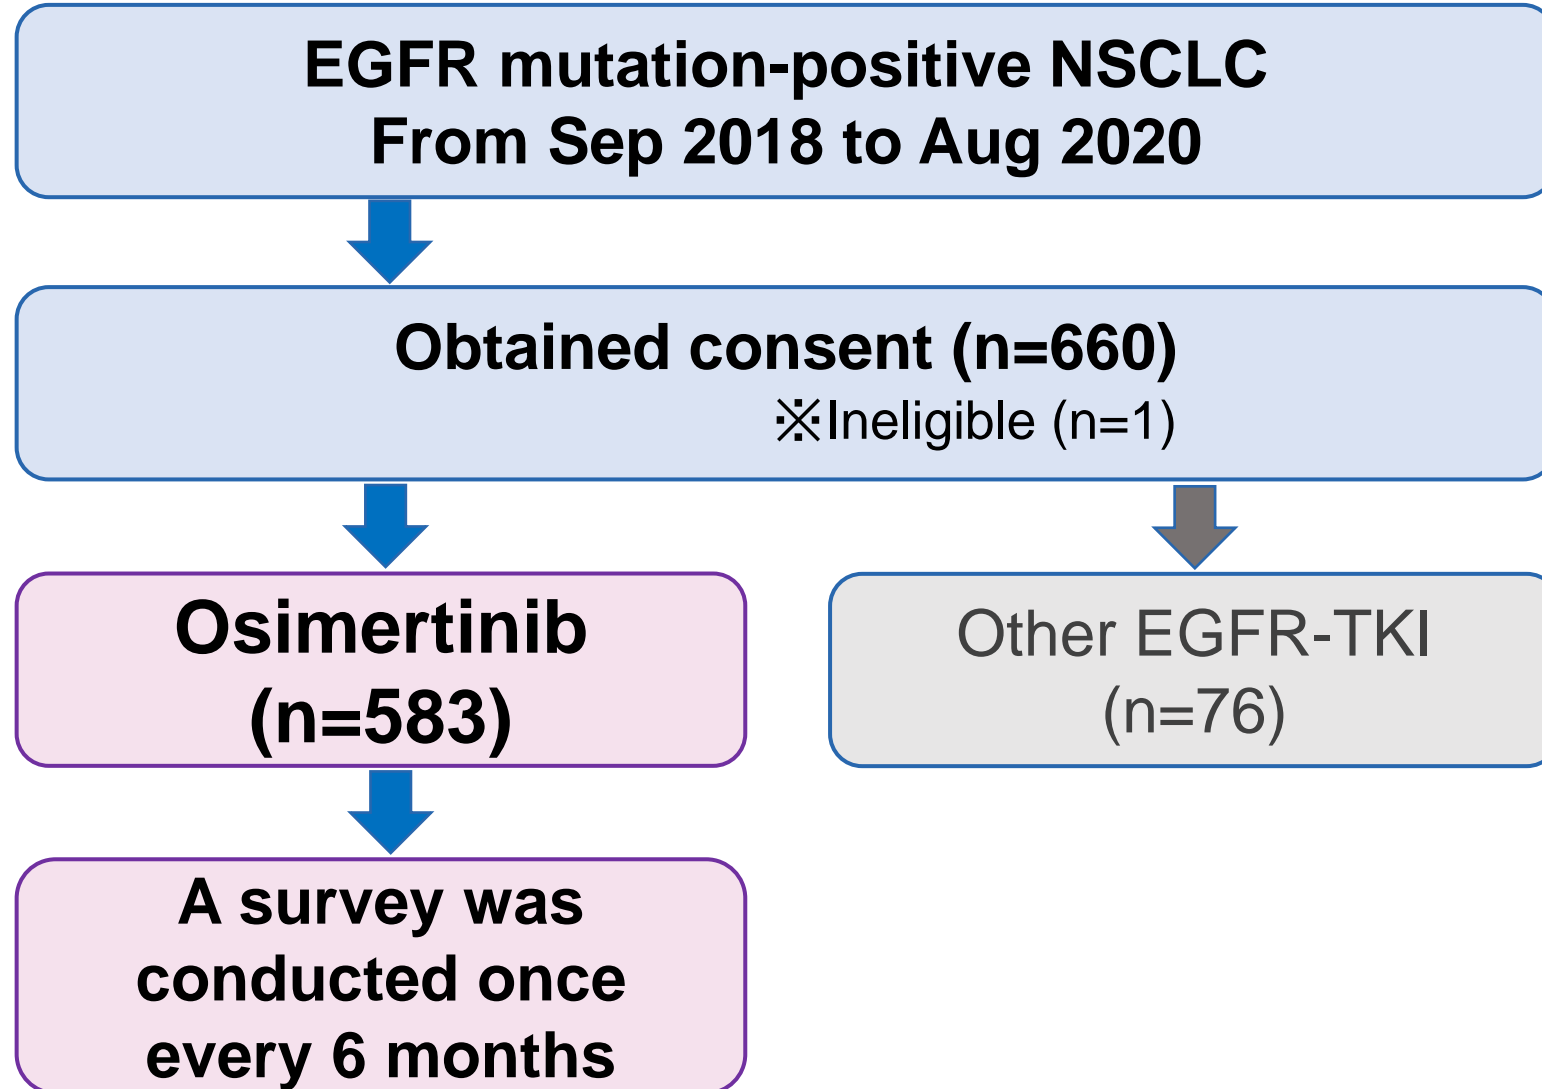 EGFR mutation-positive NSCLC
From Sep 2018 to Aug 2020
Obtained consent (n=660)
※Ineligible (n=1)
Osimertinib
(n=583)
Other EGFR-TKI
(n=76)
A survey was
conducted once
every 6 months